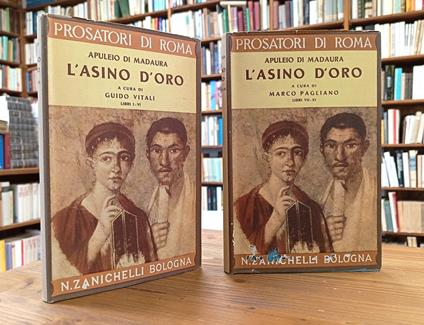 PROSATORI DI ROMA
APULEIO DI MADAURA
L'ASINO D'ORO
A CURA DI
GUIDO VITALI
LIBRI I-VI
N.ZANICHELLI BOLOGNA
PROSATORI DI ROMA
APULEIO DI MADAURA
L'ASINO D'ORO
A CURA DI
MARCO PAGLIANO
LIBRI VII-XI
N.ZANICHELLI BOLOGNA